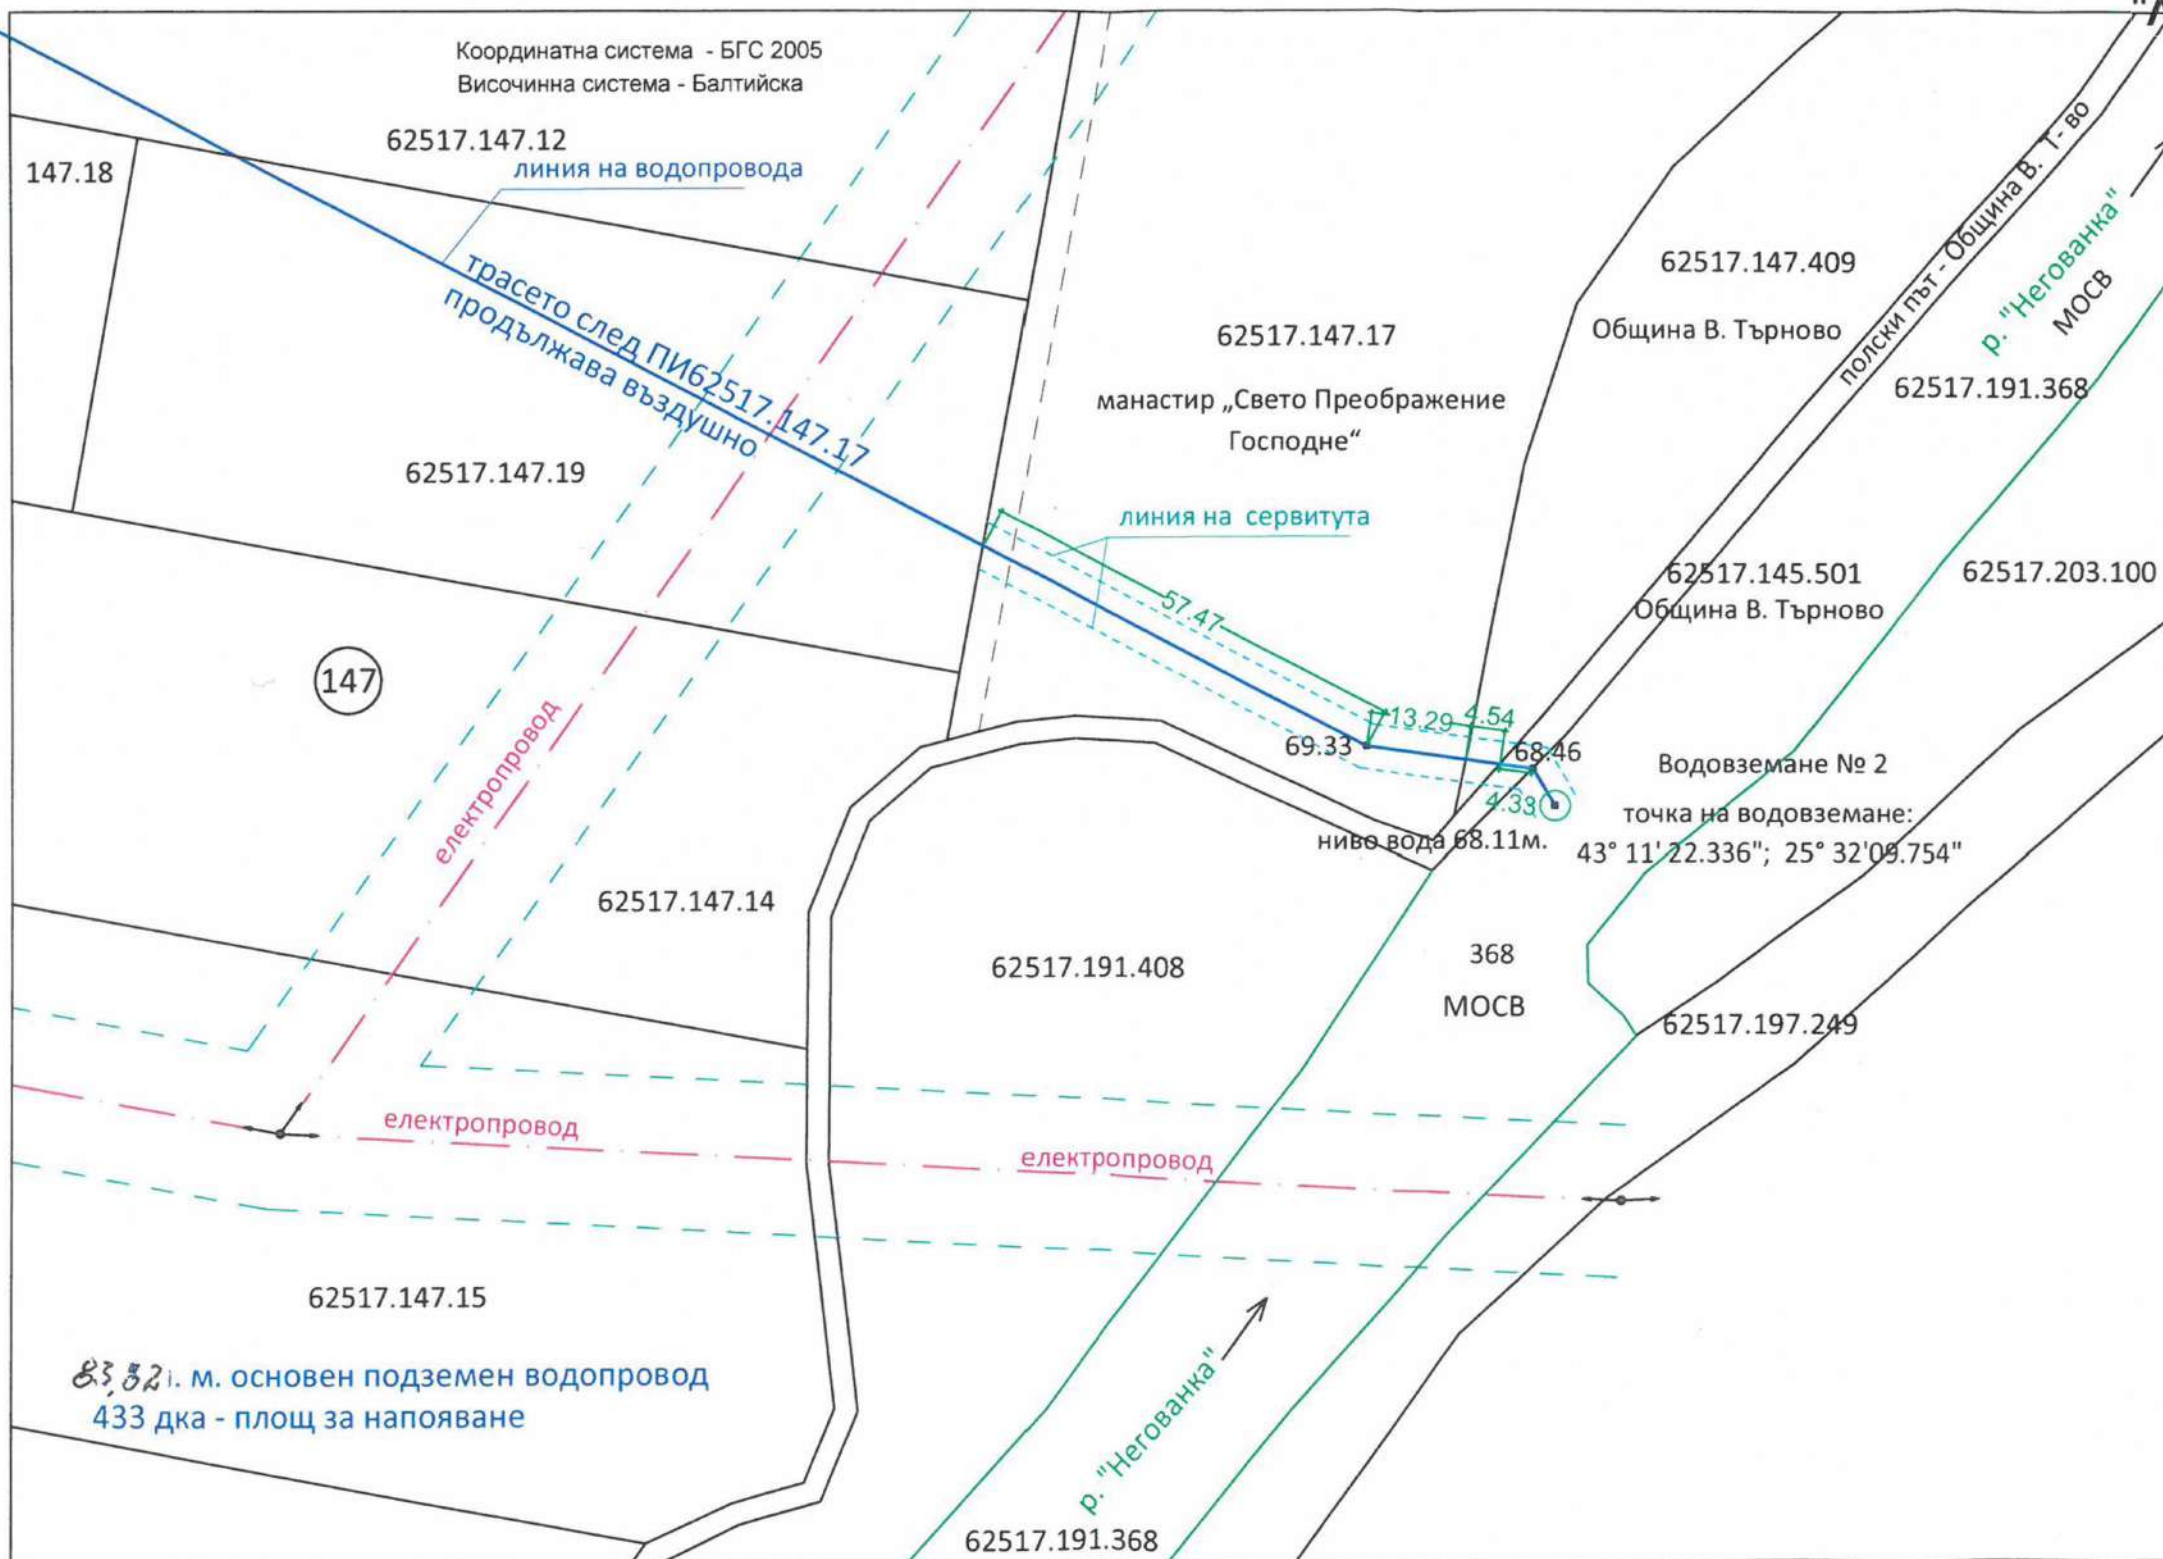 Координатна система - БГС 2005
Височинна система - Балтийска
62517.147.12
147.18
линия на водопровода
трасето след ПИ62517.147.17
продължава въздушно
62517.147.19
62517.147.17
манастир „Свето Преображение
Господне“
62517.147.409
Община В. Търново
полски път - Община В. Т- во
р. "Негованка"
МОСВ
62517.191.368
линия на сервитута
57.47
62517.145.501
Община В. Търново
62517.203.100
147
13.29
4.54
69.33
68.46
4.33
Водовземане № 2
точка на водовземане:
43° 11' 22.336"; 25° 32'09.754"
ниво вода 68.11м.
електропровод
62517.147.14
62517.191.408
368
МОСВ
62517.197.249
електропровод
електропровод
62517.147.15
м. основен подземен водопровод
433 дка - площ за напояване
р. "Негованка"
62517.191.368